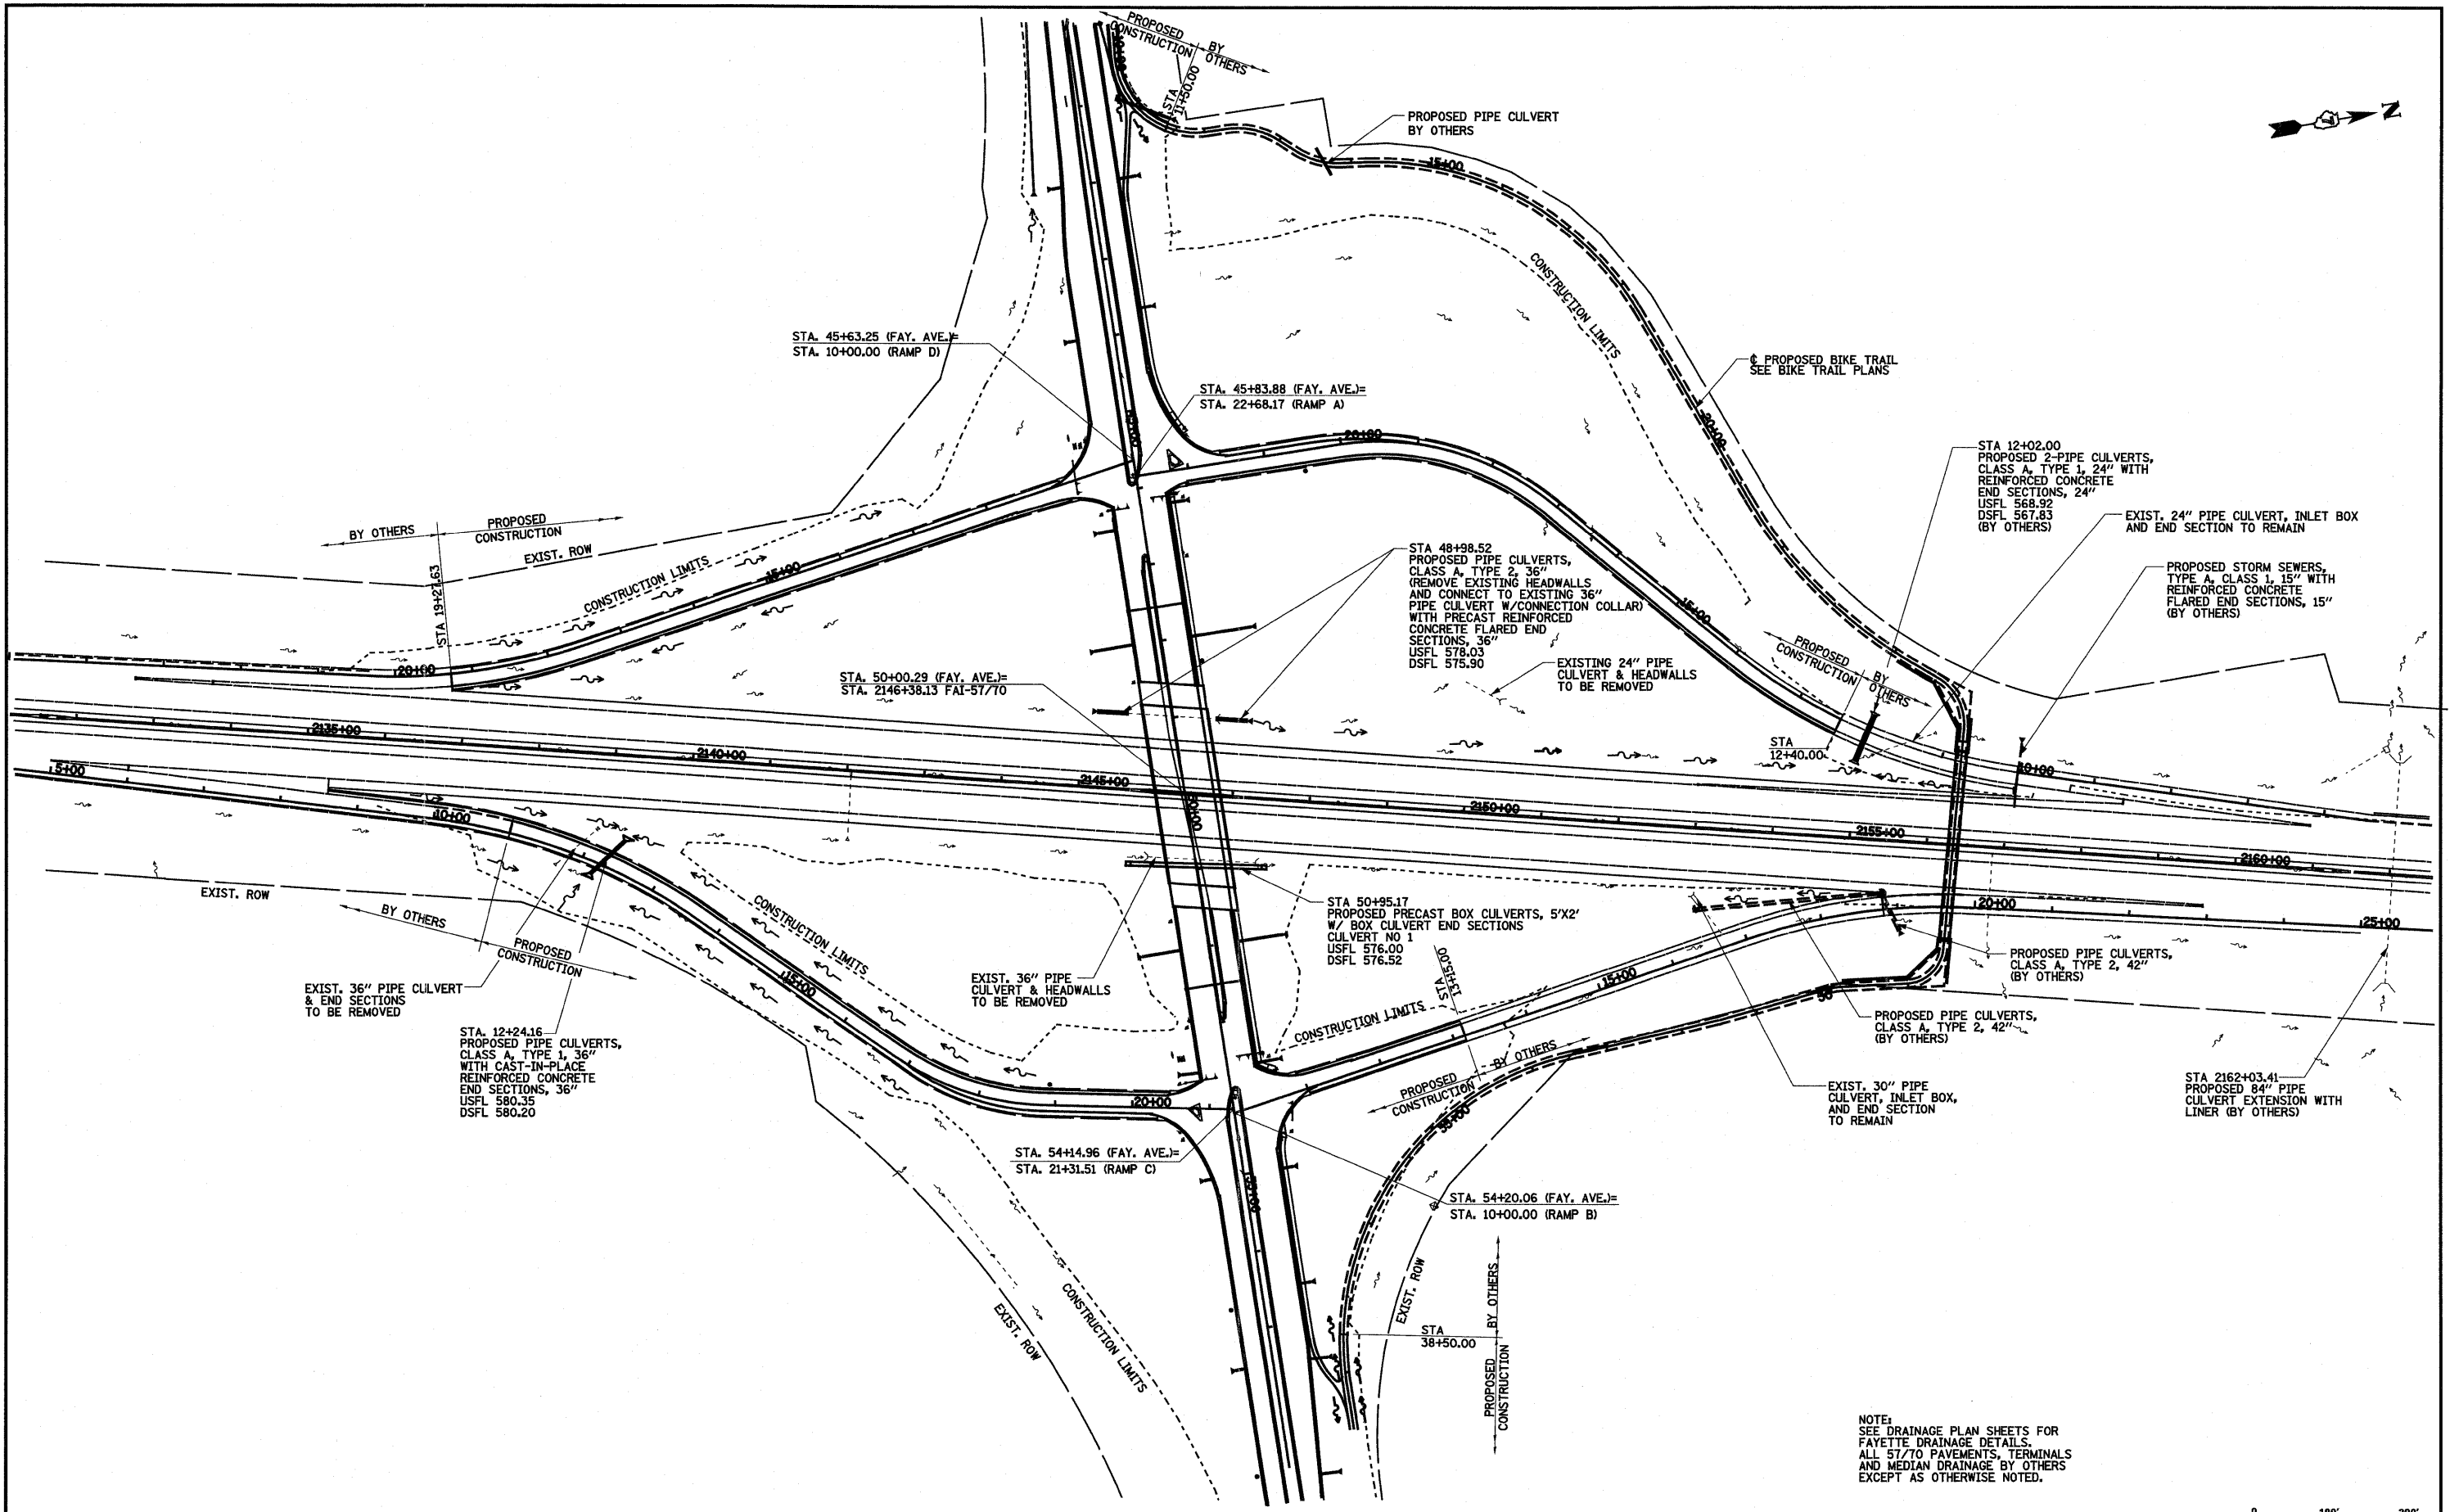 PROPOSED
CONSTRUCTION
BY
OTHERS
STA
11+50.00
N
PROPOSED PIPE CULVERT
BY OTHERS
15+00
CONSTRUCTION LIMITS
STA. 45+63.25 (FAY. AVE.)=
STA. 10+00.00 (RAMP D)
STA. 45+83.88 (FAY. AVE.)=
STA. 22+68.17 (RAMP A)
℄ PROPOSED BIKE TRAIL
SEE BIKE TRAIL PLANS
20+00
45+00
20+00
STA 12+02.00
PROPOSED 2-PIPE CULVERTS,
CLASS A, TYPE 1, 24" WITH
REINFORCED CONCRETE
END SECTIONS, 24"
USFL 568.92
DSFL 567.83
(BY OTHERS)
EXIST. 24" PIPE CULVERT, INLET BOX
AND END SECTION TO REMAIN
PROPOSED STORM SEWERS,
TYPE A, CLASS 1, 15" WITH
REINFORCED CONCRETE
FLARED END SECTIONS, 15"
(BY OTHERS)
BY OTHERS
PROPOSED
CONSTRUCTION
EXIST. ROW
STA 19+27.63
CONSTRUCTION LIMITS
15+00
STA 48+98.52
PROPOSED PIPE CULVERTS,
CLASS A, TYPE 2, 36"
(REMOVE EXISTING HEADWALLS
AND CONNECT TO EXISTING 36"
PIPE CULVERT W/CONNECTION COLLAR)
WITH PRECAST REINFORCED
CONCRETE FLARED END
SECTIONS, 36"
USFL 578.03
DSFL 575.90
EXISTING 24" PIPE
CULVERT & HEADWALLS
TO BE REMOVED
15+00
PROPOSED
CONSTRUCTION
BY
OTHERS
20+00
STA. 50+00.29 (FAY. AVE.)=
STA. 2146+38.13 FAI-57/70
STA
12+40.00
10+00
2135+00
2140+00
2145+00
2150+00
2155+00
2160+00
50+00
5+00
10+00
EXIST. ROW
BY OTHERS
PROPOSED
CONSTRUCTION
CONSTRUCTION LIMITS
15+00
EXIST. 36" PIPE CULVERT
& END SECTIONS
TO BE REMOVED
STA. 12+24.16
PROPOSED PIPE CULVERTS,
CLASS A, TYPE 1, 36"
WITH CAST-IN-PLACE
REINFORCED CONCRETE
END SECTIONS, 36"
USFL 580.35
DSFL 580.20
EXIST. 36" PIPE
CULVERT & HEADWALLS
TO BE REMOVED
STA 50+95.17
PROPOSED PRECAST BOX CULVERTS, 5'X2'
W/ BOX CULVERT END SECTIONS
CULVERT NO 1
USFL 576.00
DSFL 576.52
STA
13+15.00
15+00
20+00
25+00
PROPOSED PIPE CULVERTS,
CLASS A, TYPE 2, 42"
(BY OTHERS)
PROPOSED PIPE CULVERTS,
CLASS A, TYPE 2, 42"
(BY OTHERS)
CONSTRUCTION LIMITS
PROPOSED
CONSTRUCTION
BY OTHERS
EXIST. 30" PIPE
CULVERT, INLET BOX,
AND END SECTION
TO REMAIN
STA 2162+03.41
PROPOSED 84" PIPE
CULVERT EXTENSION WITH
LINER (BY OTHERS)
20+00
STA. 54+14.96 (FAY. AVE.)=
STA. 21+31.51 (RAMP C)
55+00
STA. 54+20.06 (FAY. AVE.)=
STA. 10+00.00 (RAMP B)
EXIST. ROW
CONSTRUCTION LIMITS
EXIST. ROW
STA
38+50.00
BY OTHERS
PROPOSED
CONSTRUCTION
NOTE:
SEE DRAINAGE PLAN SHEETS FOR
FAYETTE DRAINAGE DETAILS.
ALL 57/70 PAVEMENTS, TERMINALS
AND MEDIAN DRAINAGE BY OTHERS
EXCEPT AS OTHERWISE NOTED.